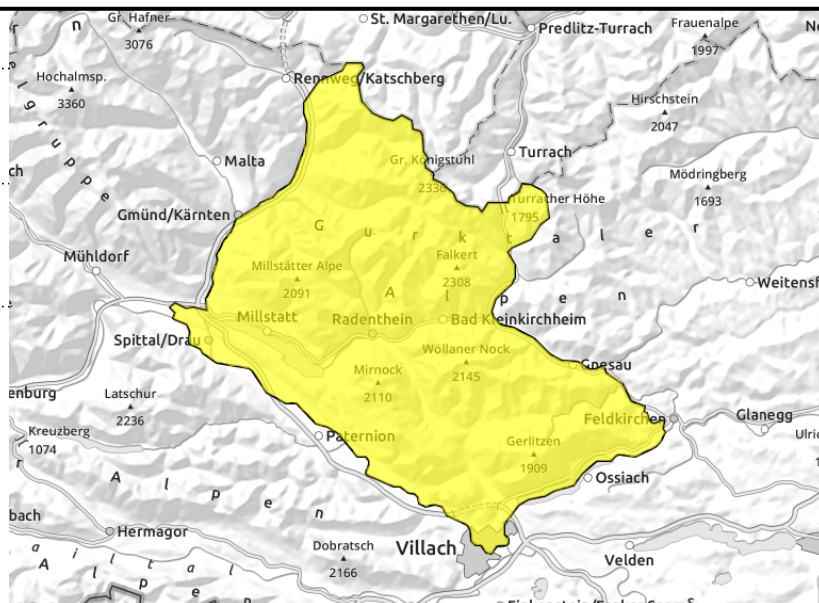 Gr. Hafner
3076
St. Margarethen/Lu.
Predlitz-Turrach
Frauenalpe
1997
Hochalmsp.
3360
Rennweg/Katschberg
Hirschstein
2047
Malta
Gr. Königstuhl
2336
Turrach
Mödringberg
1693
Gmünd/Kärnten
Turracher Höhe
1795
G u r k t a l e r
Mühldorf
Millstätter Alpe
2091
Falkert
2308
A l p e n
Weitensf
Millstatt
Radenthein
Bad Kleinkirchheim
Spittal/Drau
Wöllaner Nock
2145
Gnesau
Mirnock
2110
enburg
Latschur
2236
Feldkirchen
Glanegg
Kreuzberg
1074
Paternion
Gerlitzen
1909
Ulric
A l p e n
Ossiach
bach
Hermagor
Dobratsch
2166
Villach
Velden
a i l t a l
A l p e n